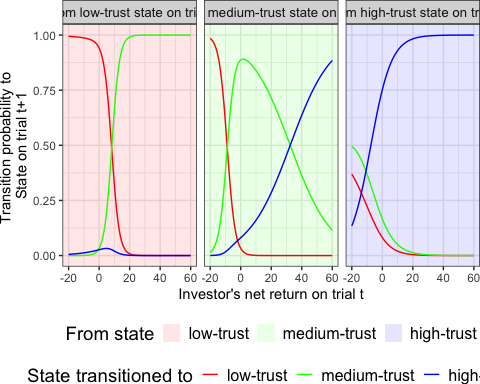 om low-trust state on tri
medium-trust state on
m high-trust state on tr
Transition probability to
State on trial t+1
1.00
0.75
0.50
0.25
0.00
-20 0 20 40 60
-20 0 20 40 60
-20 0 20 40 60
Investor's net return on trial t
From state low-trust medium-trust high-trust
State transitioned to low-trust medium-trust high-